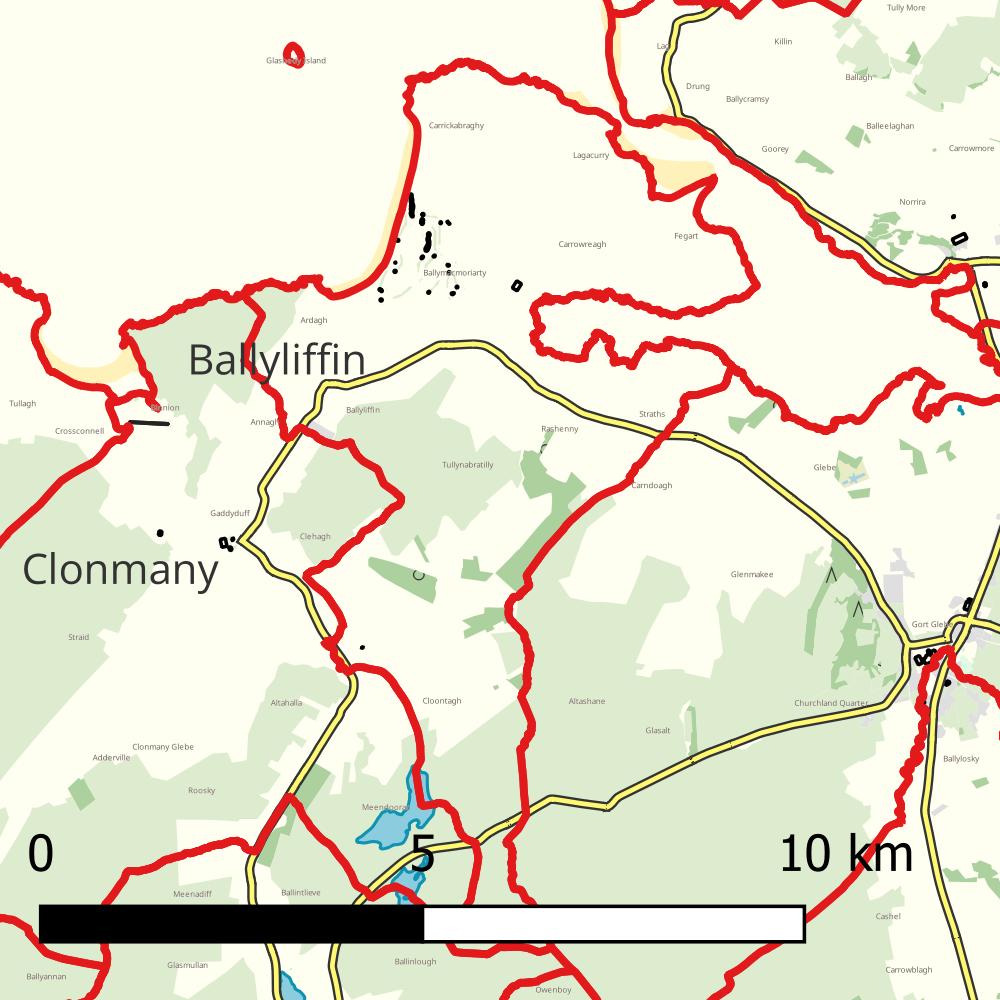 Tully More
Killin
Lag
Glashedy Island
Ballagh
Drung
Ballycramsy
Carrickabraghy
Balleelaghan
Goorey
Carrowmore
Lagacurry
Norrira
Fegart
Carrowreagh
Ballymacmoriarty
Ardagh
Ballyliffin
Tullagh
Binnion
Ballyliffin
Straths
Annagh
Crossconnell
Rashenny
Tullynabratilly
Glebe
Carndoagh
Gaddyduff
Clehagh
Clonmany
Glenmakee
Gort Glebe
Straid
Altahalla
Cloontagh
Altashane
Churchland Quarters
Glasalt
Clonmany Glebe
Adderville
Ballylosky
Roosky
Meendooran
0 5 10 km
Meenadiff
Ballintlieve
Cashel
Glasmullan
Ballinlough
Carrowblagh
Ballyannan
Owenboy